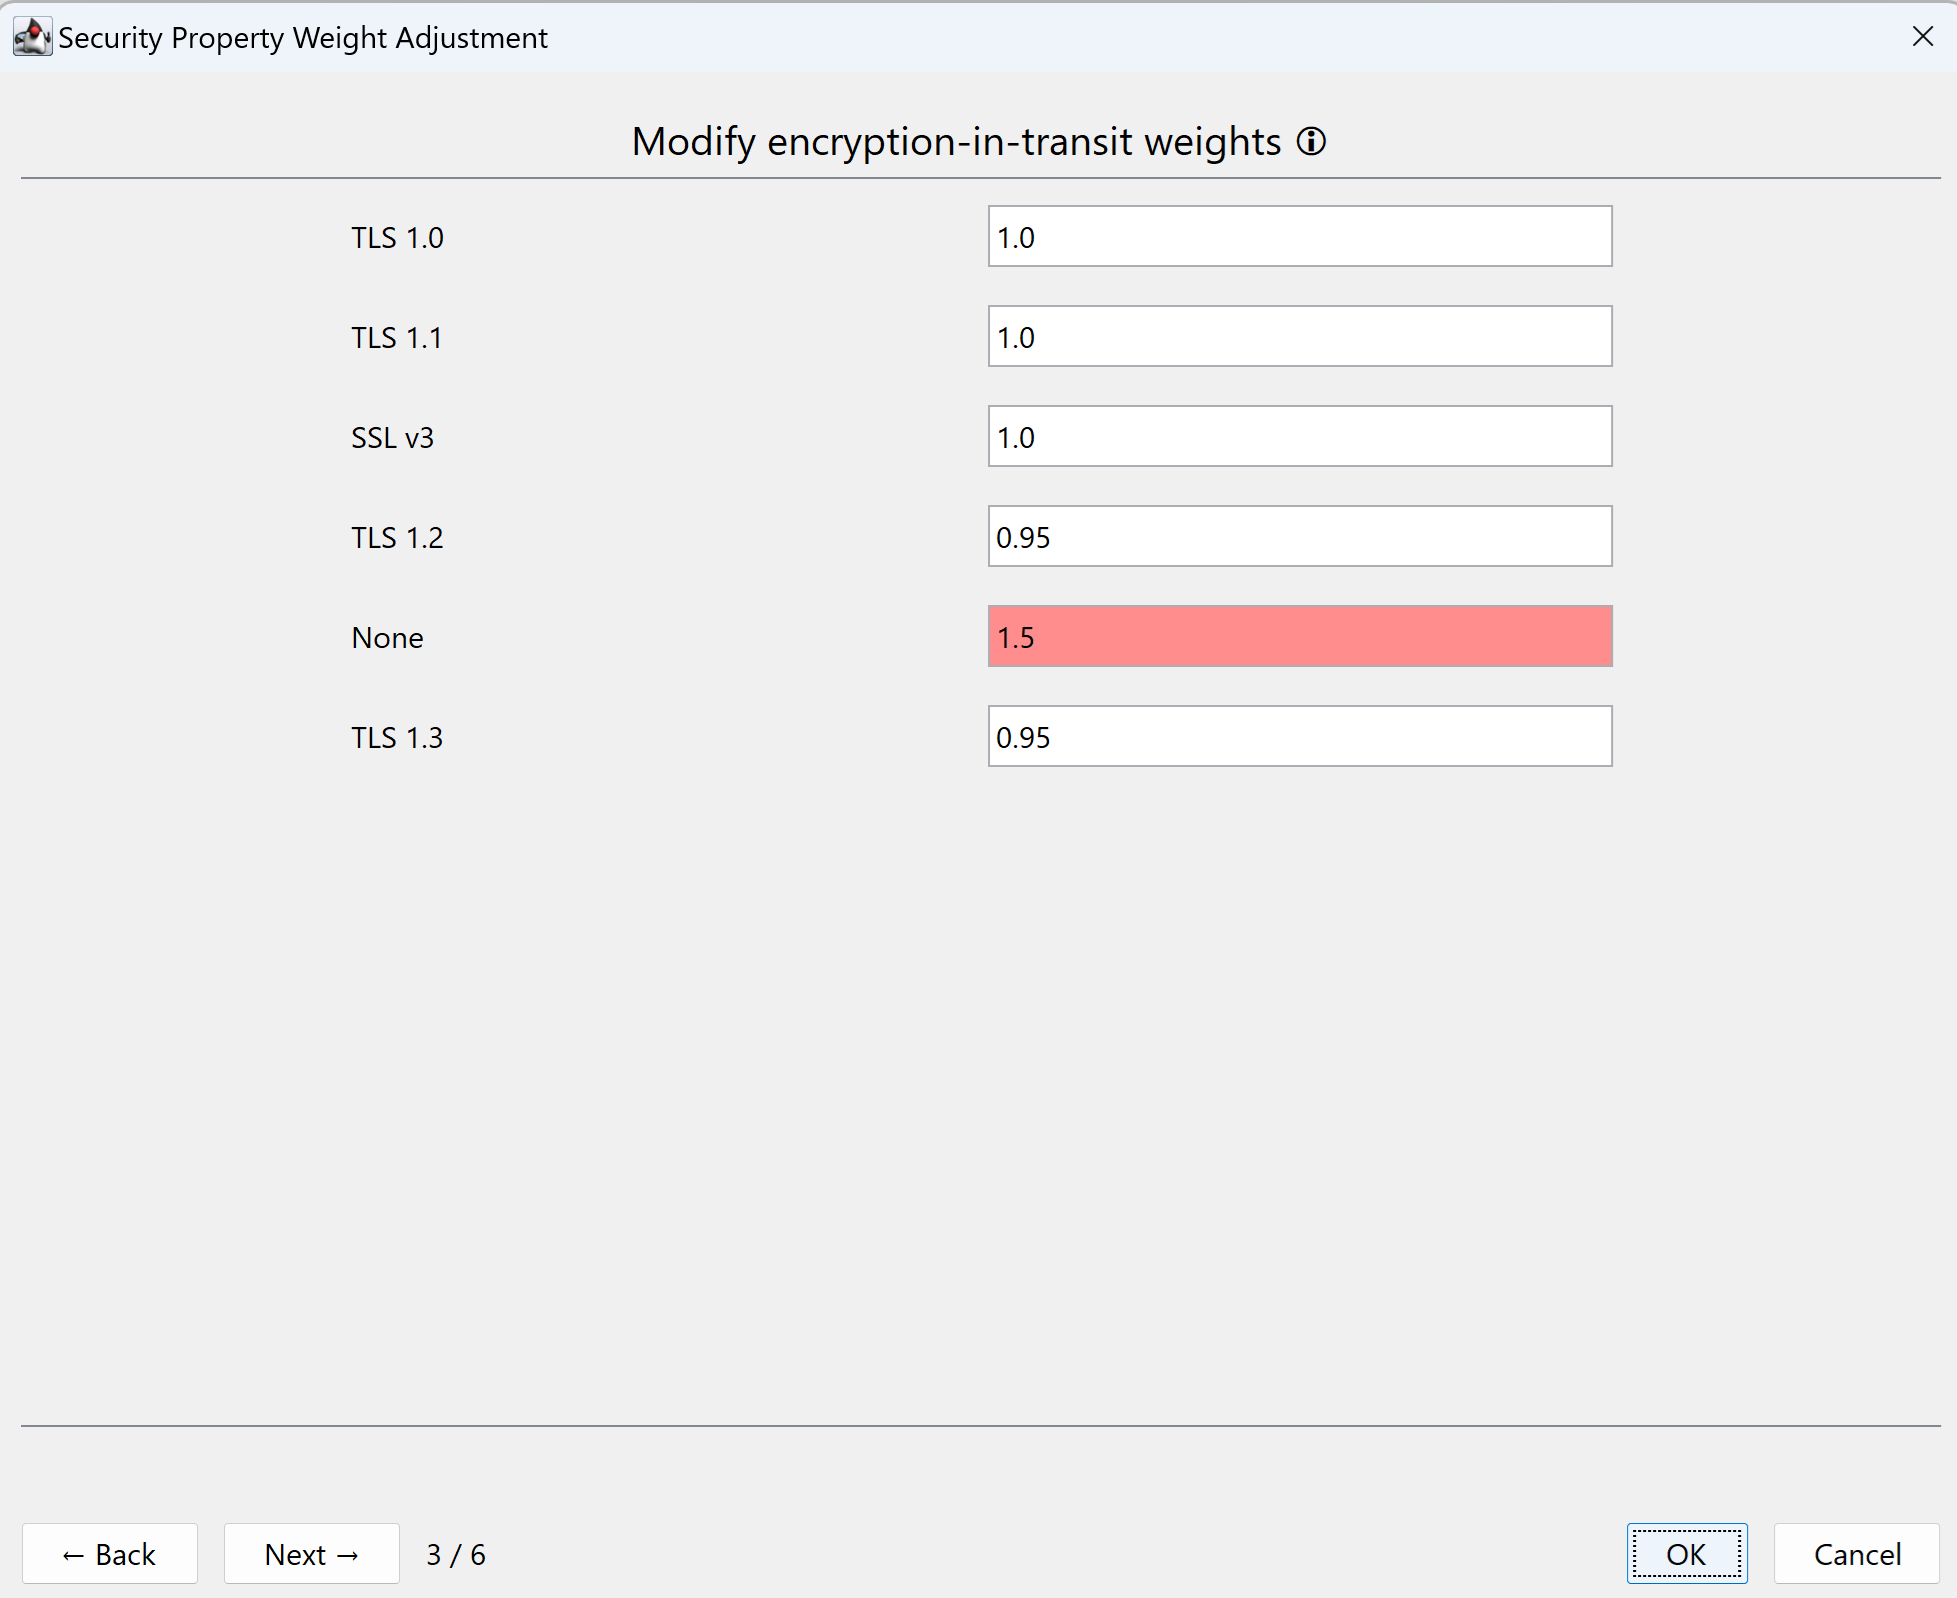 Security Property Weight Adjustment
Modify encryption-in-transit weights
TLS 1.0 1.0
TLS 1.1 1.0
SSL v3 1.0
TLS 1.2 0.95
None 1.5
TLS 1.3 0.95
← Back Next → 3 / 6 OK Cancel